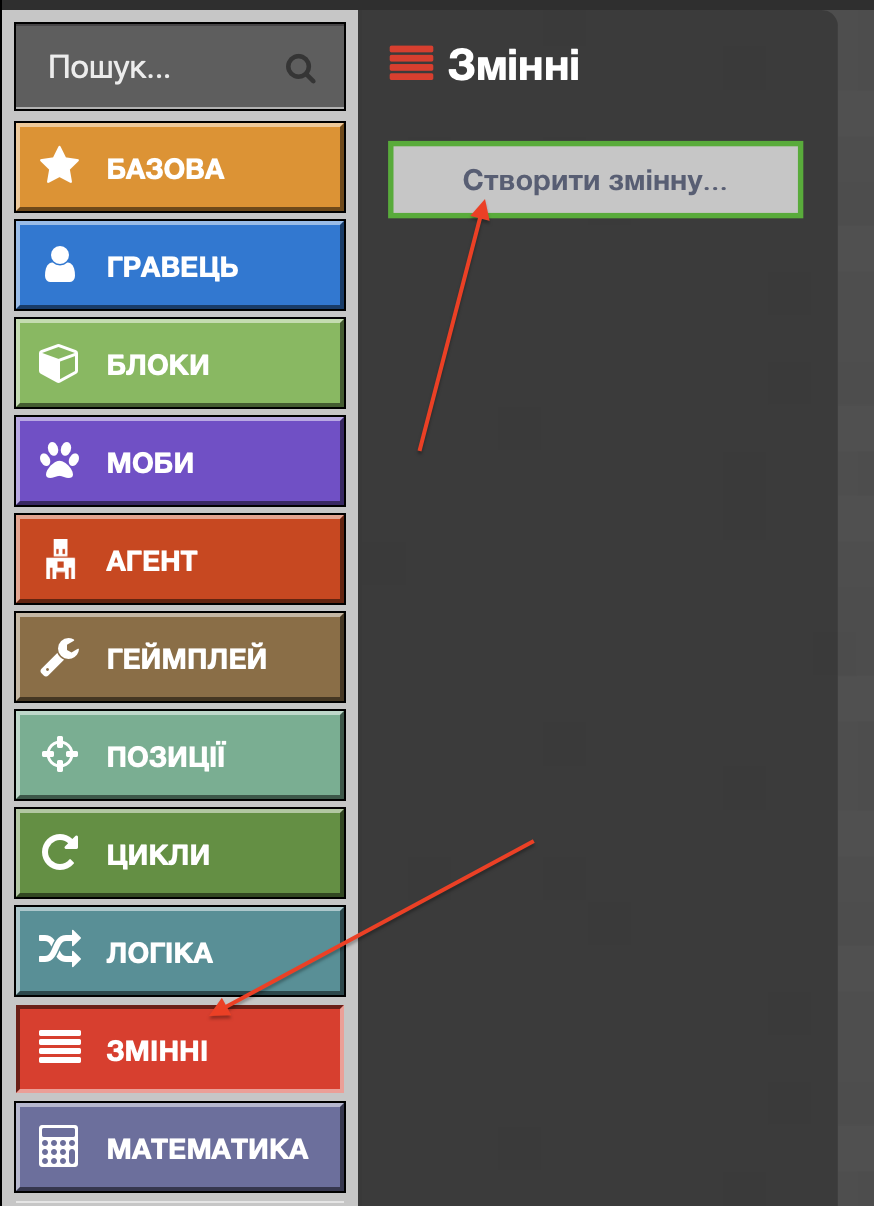 Пошук...
БАЗОВА
ГРАВЕЦЬ
БЛОКИ
МОБИ
АГЕНТ
ГЕЙМПЛЕЙ
ПОЗИЦІЇ
ЦИКЛИ
ЛОГІКА
ЗМІННІ
МАТЕМАТИКА
Змінні
Створити змінну...